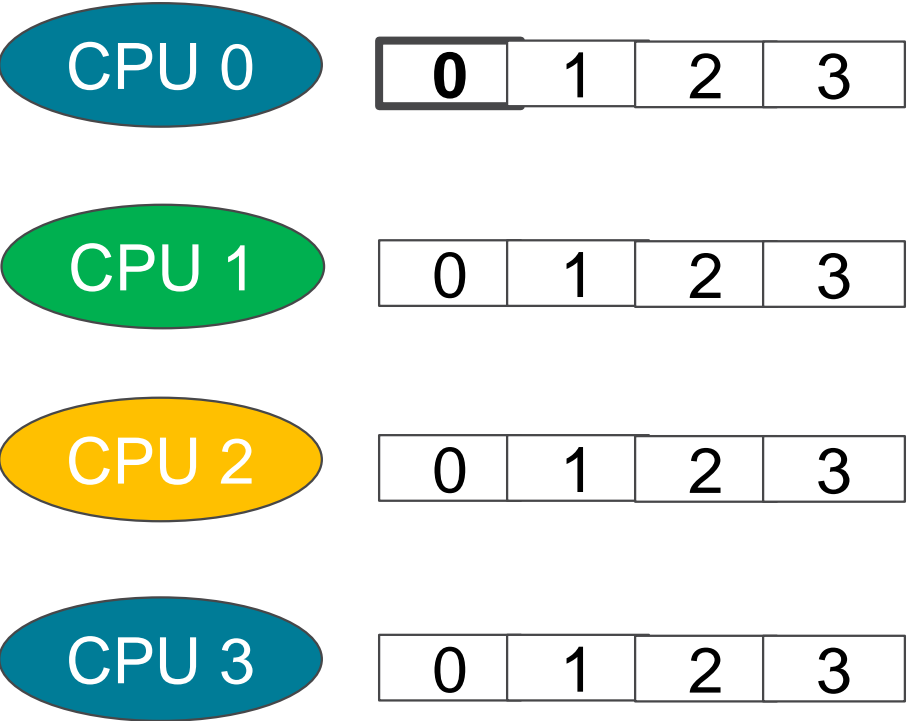 CPU 0 0 1 2 3
CPU 1 0 1 2 3
CPU 2 0 1 2 3
CPU 3 0 1 2 3